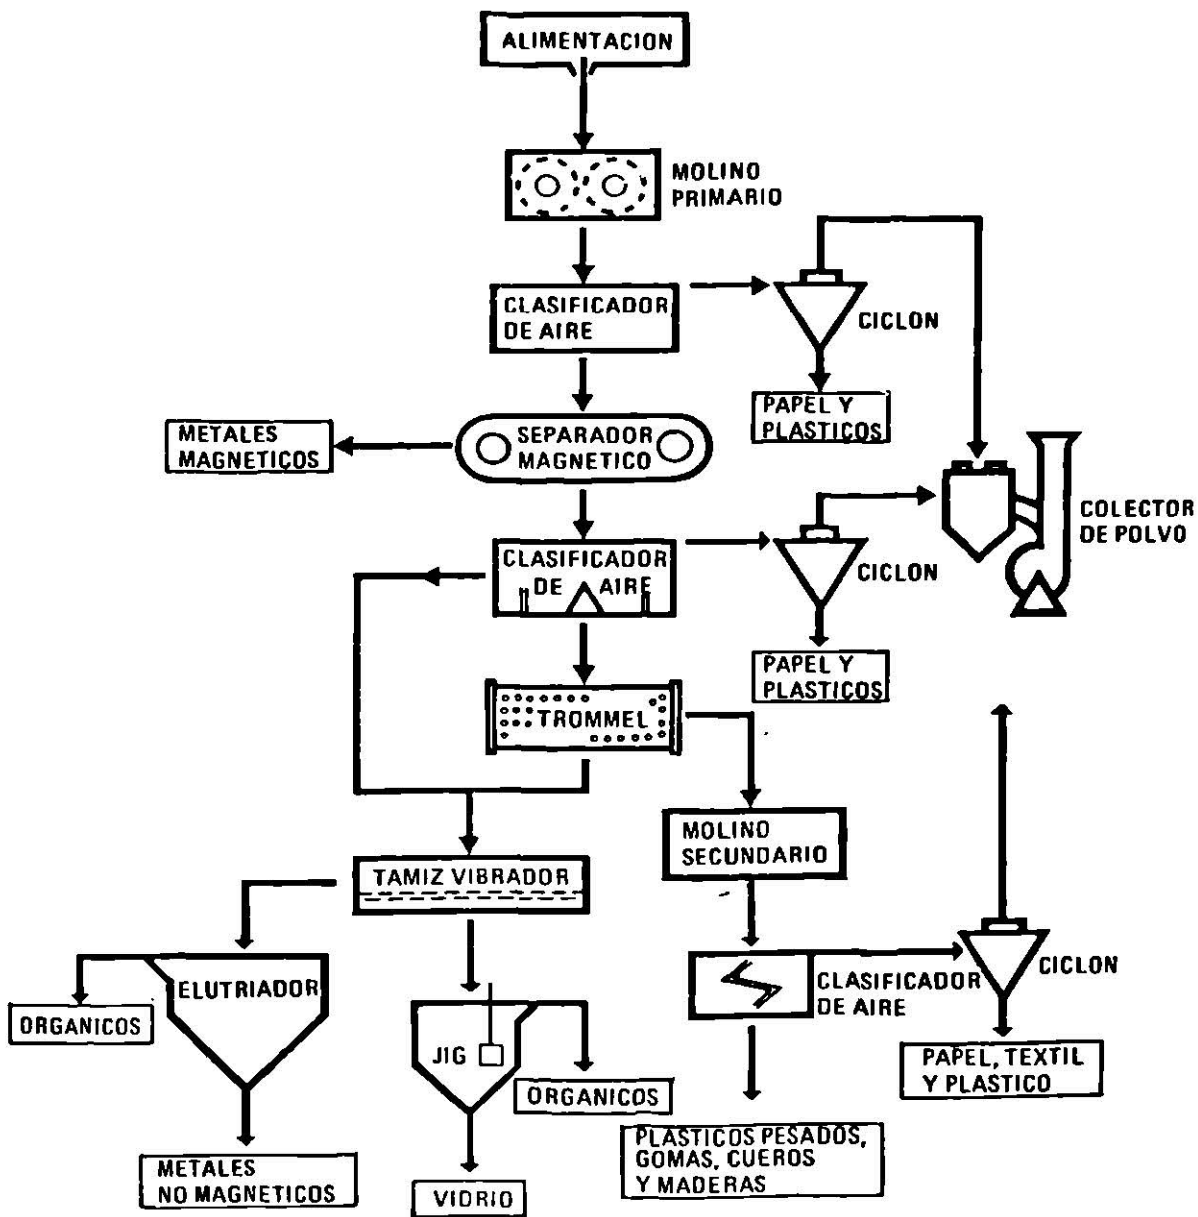 ALIMENTACION
MOLINO
PRIMARIO
CLASIFICADOR
DE AIRE
CICLON
PAPEL Y
PLASTICOS
METALES
MAGNETICOS
SEPARADOR
MAGNETICO
COLECTOR
DE POLVO
CLASIFICADOR
DE AIRE
CICLON
PAPEL Y
PLASTICOS
TROMMEL
MOLINO
SECUNDARIO
TAMIZ VIBRADOR
ELUTRIADOR
ORGANICOS
JIG
ORGANICOS
CLASIFICADOR
DE AIRE
CICLON
PAPEL, TEXTIL
Y PLASTICO
METALES
NO MAGNETICOS
VIDRIO
PLASTICOS PESADOS,
GOMAS, CUEROS
Y MADERAS